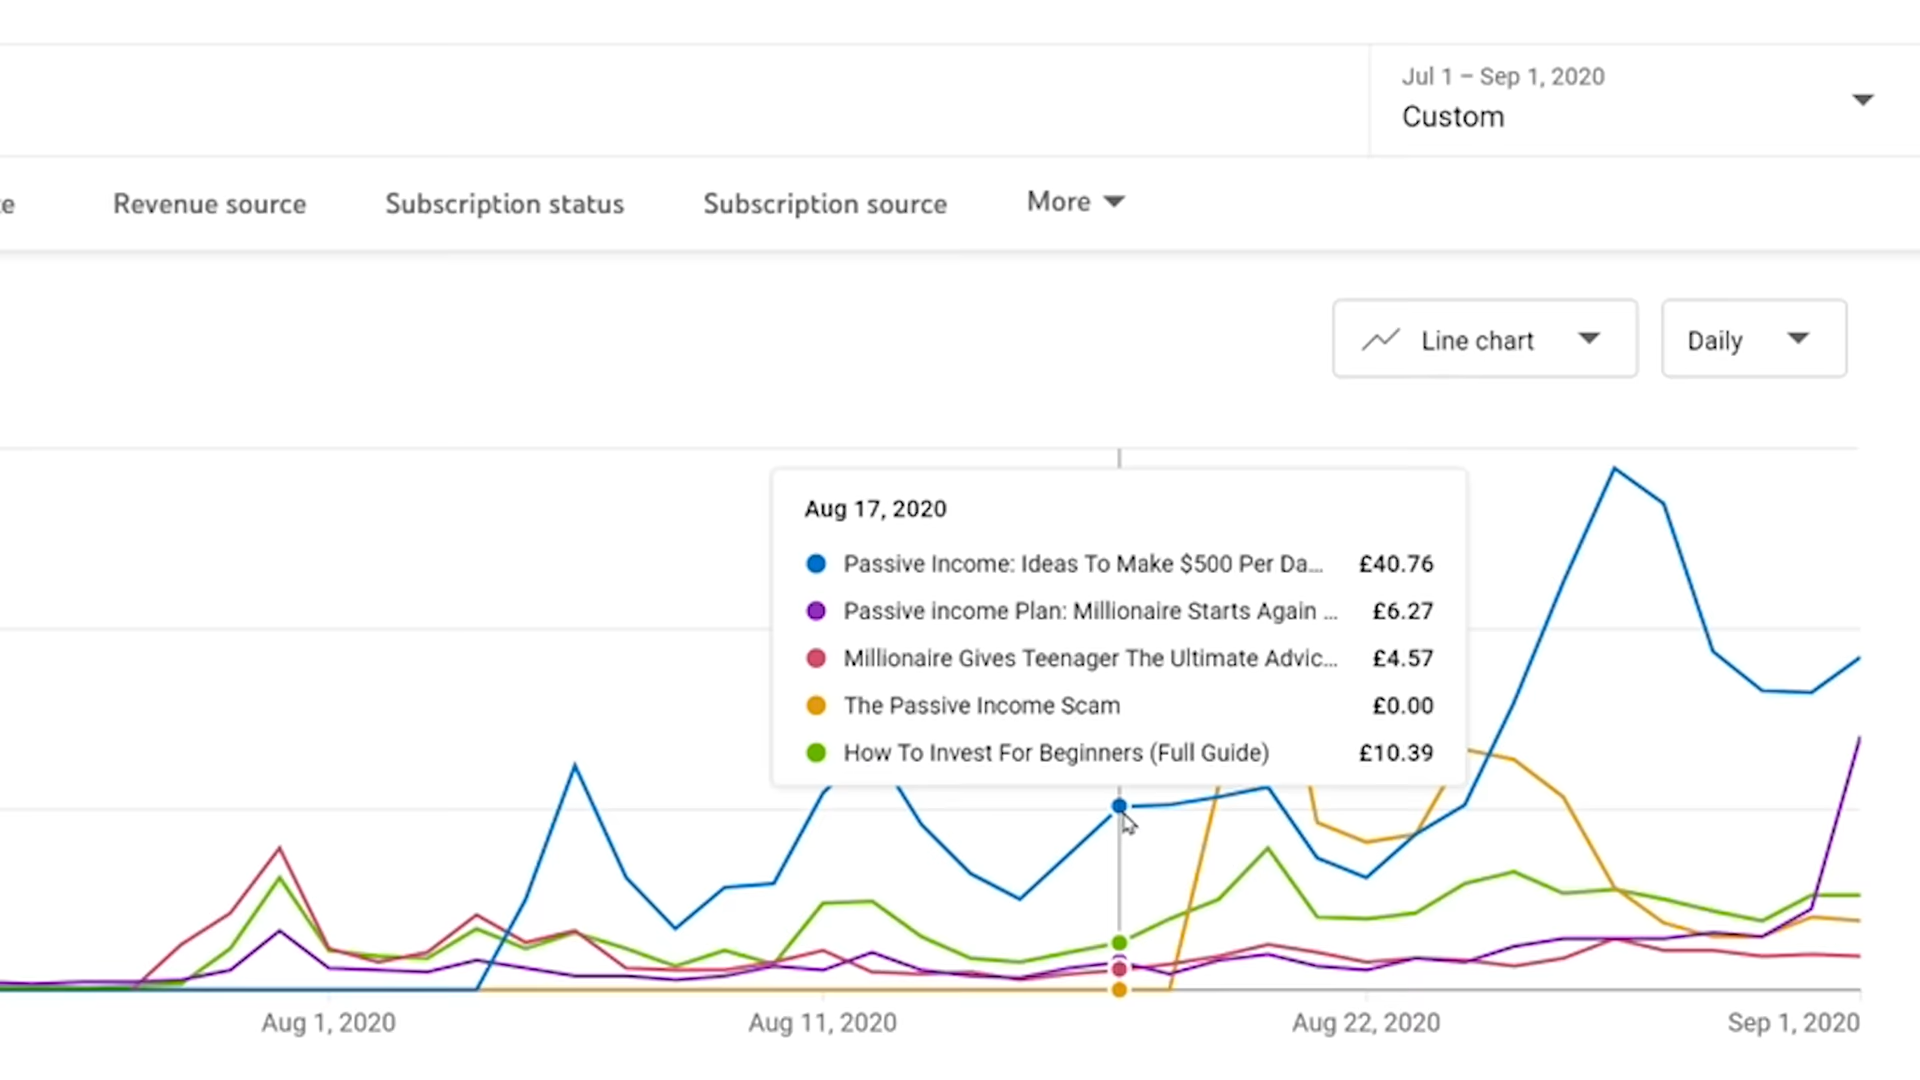 Jul 1 – Sep 1, 2020
Custom
Revenue source Subscription status Subscription source More
Line chart Daily
Aug 17, 2020
Passive Income: Ideas To Make $500 Per Da... £40.76
Passive income Plan: Millionaire Starts Again ... £6.27
Millionaire Gives Teenager The Ultimate Advic... £4.57
The Passive Income Scam £0.00
How To Invest For Beginners (Full Guide) £10.39
Aug 1, 2020 Aug 11, 2020 Aug 22, 2020 Sep 1, 2020